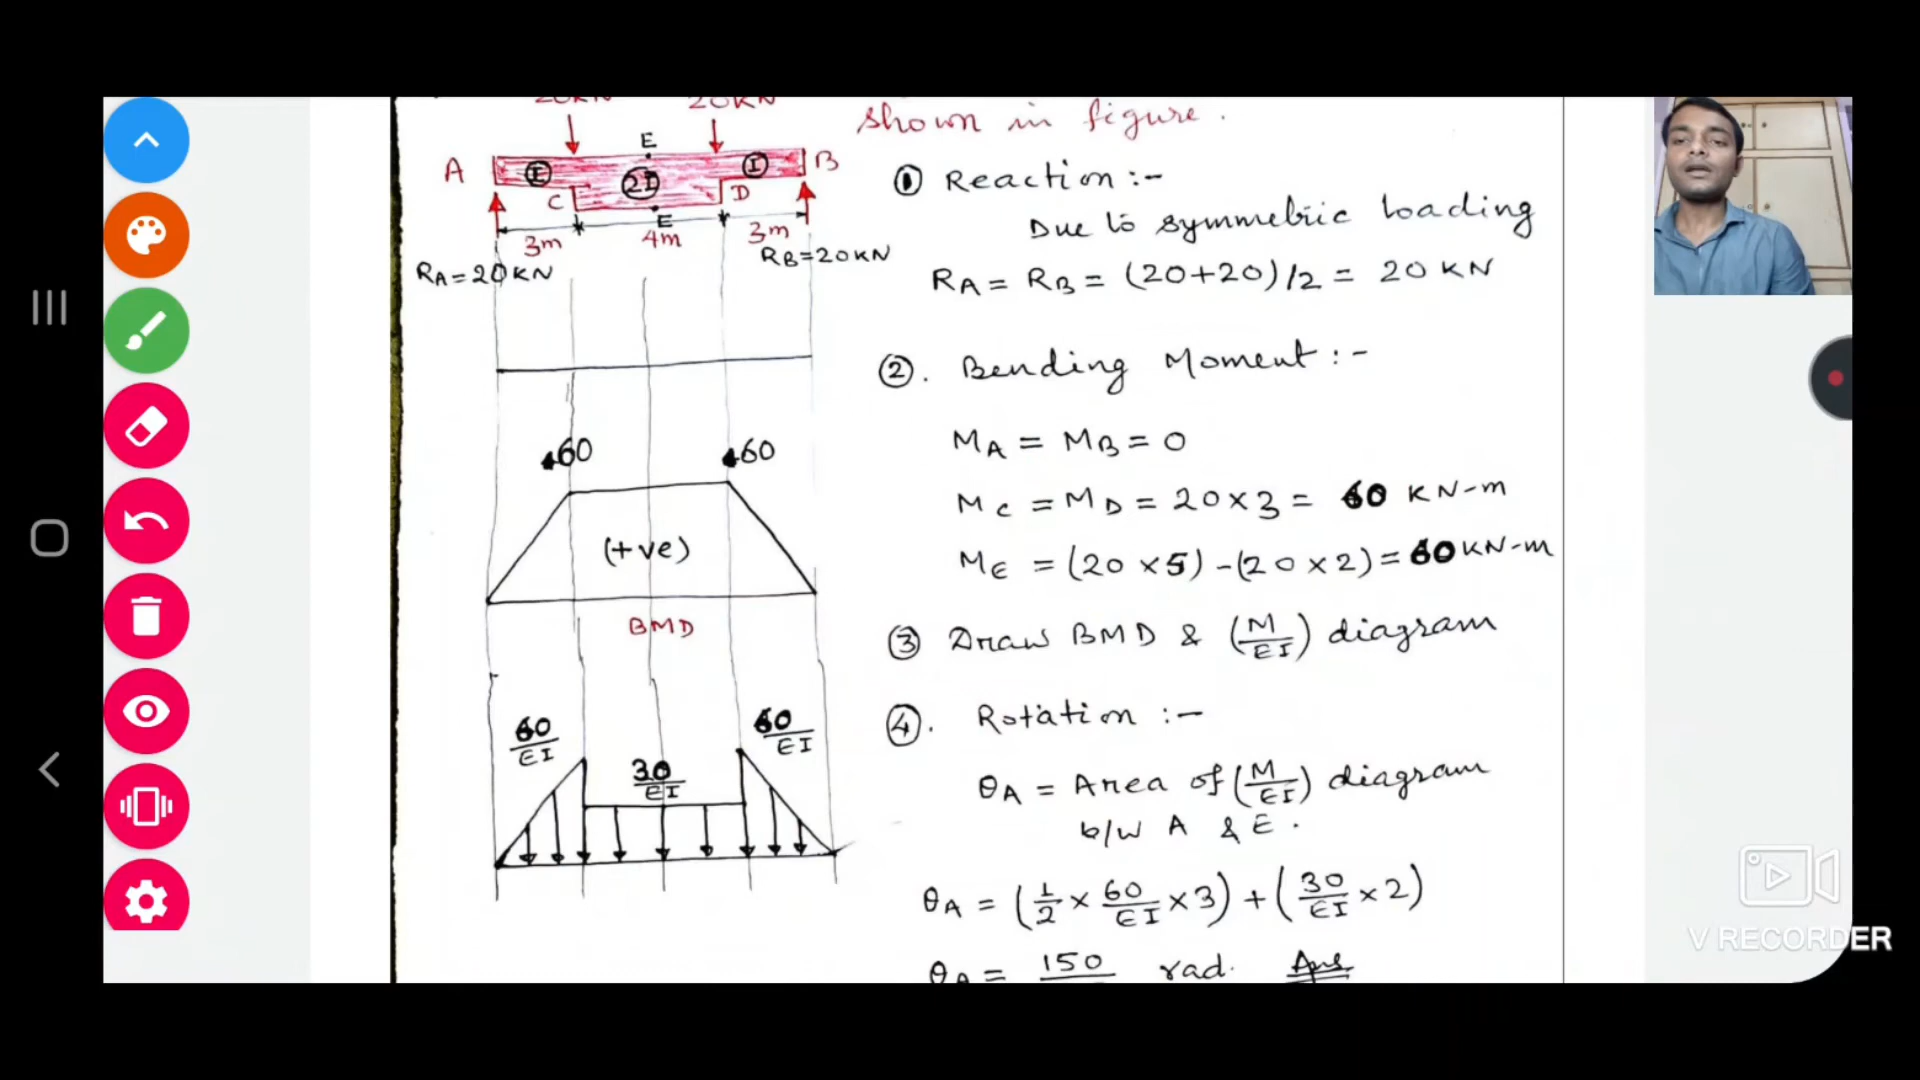 20KN 20KN
shown in figure.
E
A I 2I I B
C E D
3m 4m 3m
RA=20KN RB=20KN
① Reaction :-
Due to symmetric loading
RA = RB = (20+20)/2 = 20 KN
②. Bending Moment :-
MA = MB = 0
60 60
MC = MD = 20×3 = 60 KN-m
(+ve)
ME = (20×5) -(20×2) = 60 KN-m
BMD
③ Draw BMD & (M/EI) diagram
④. Rotation :-
60/EI 30/EI 60/EI
θA = Area of (M/EI) diagram
b/w A & E.
θA = (1/2 × 60/EI ×3) + (30/EI ×2)
θA = 150 rad. Ans
V RECORDER